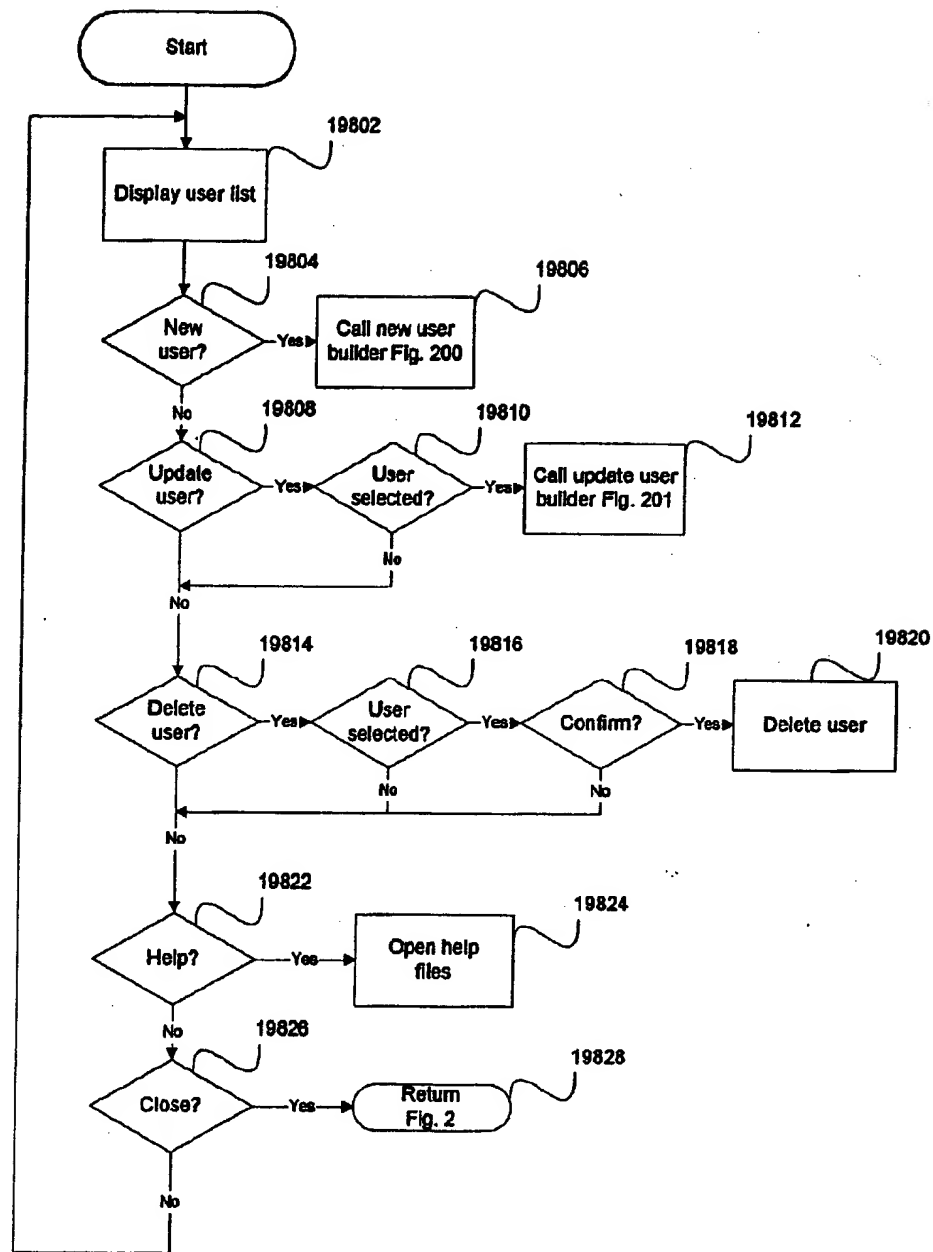 Start
19802
Display user list
19804
19806
New
user?
Yes
Call new user
builder Fig. 200
No
19808
19810
19812
Update
user?
Yes
User
selected?
Yes
Call update user
builder Fig. 201
No
No
19814
19816
19818
19820
Delete
user?
Yes
User
selected?
Yes
Confirm?
Yes
Delete user
No
No
No
19822
19824
Help?
Yes
Open help
files
No
19826
19828
Close?
Yes
Return
Fig. 2
No